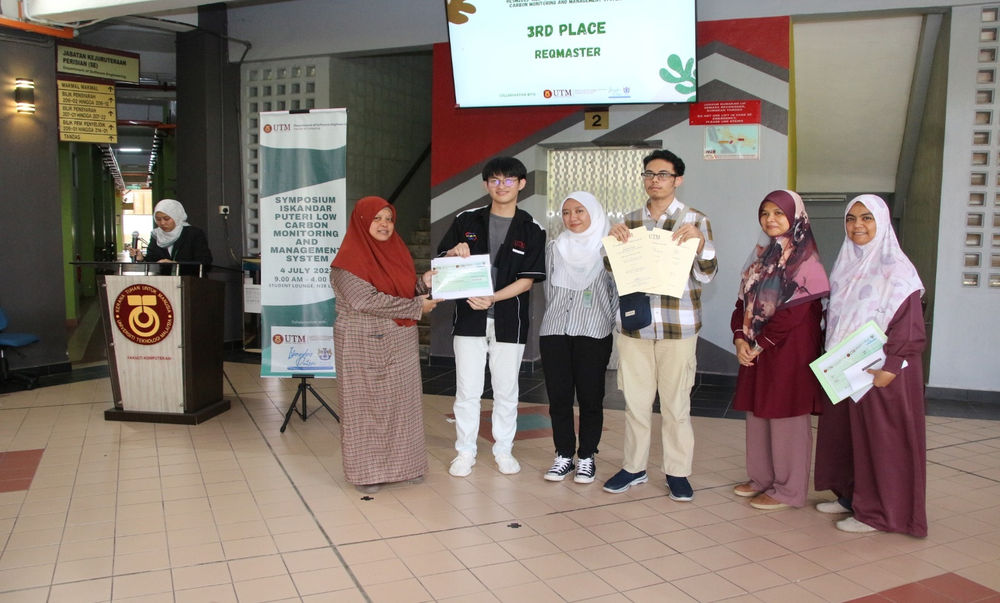 CARBON MONITORING AND MANAGEMENT SYSTEM
3RD PLACE
REQMASTER
COLLABORATION WITH:
UTM
JABATAN KEJURUTERAAN
PERISIAN (SE)
Department of Software Engineering
MAKMAL MAKMAL
BILIK PENSYARAH
206-02 HINGGA 206-12
BILIK PENSYARAH
207-01 HINGGA 207-22
BILIK PEM PENYELIDIK
209-01 HINGGA 214-01
TANDAS
2
JANGAN GUNAKAN LIF
SEMASA KECEMASAN,
GUNAKAN TANGGA
DO NOT USE LIFT IN CASE OF
EMERGENCY,
PLEASE USE STAIRS
N28
UTM
Department of Software Engineering
Faculty of Computing
SYMPOSIUM
ISKANDAR
PUTERI LOW
CARBON
MONITORING
AND
MANAGEMENT
SYSTEM
4 JULY 202
9.00 AM - 4.00
STUDENT LOUNGE, N28
Collaboration with:
UTM
Iskandar
Puteri
KERANA TUHAN UNTUK MANUSIA
UNIVERSITI TEKNOLOGI MALAYSIA
FAKULTI KOMPUTERAN
UTM
UTM